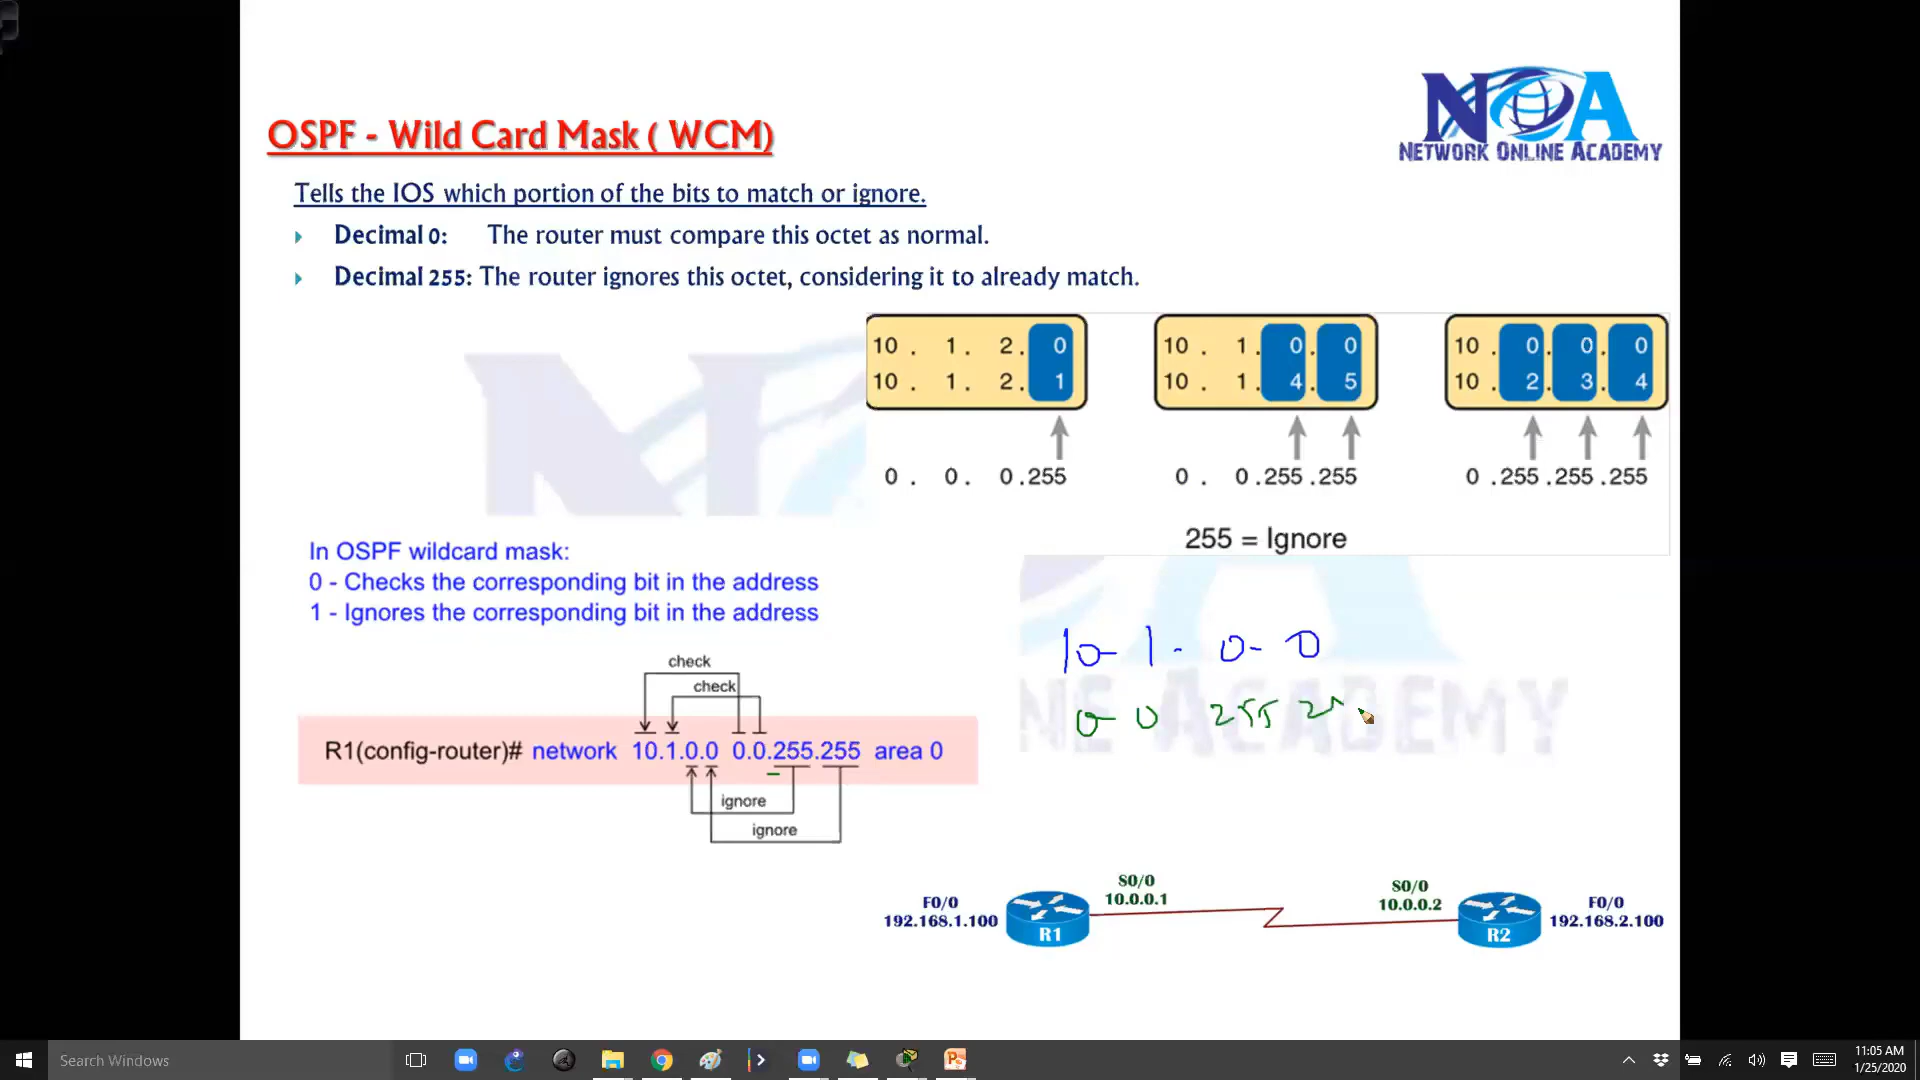 NOA
NETWORK ONLINE ACADEMY
OSPF - Wild Card Mask ( WCM)
Tells the IOS which portion of the bits to match or ignore.
Decimal 0: The router must compare this octet as normal.
Decimal 255: The router ignores this octet, considering it to already match.
10 . 1 . 2 . 0
10 . 1 . 2 . 1
0 . 0 . 0 .255
10 . 1 . 0 . 0
10 . 1 . 4 . 5
0 . 0 .255 .255
10 . 0 . 0 . 0
10 . 2 . 3 . 4
0 .255 .255 .255
255 = Ignore
In OSPF wildcard mask:
0 - Checks the corresponding bit in the address
1 - Ignores the corresponding bit in the address
10 - 1 - 0 - 0
0 - 0 255 25
check
check
R1(config-router)# network 10.1.0.0 0.0.255.255 area 0
ignore
ignore
NE ACADEMY
F0/0
192.168.1.100
R1
S0/0
10.0.0.1
S0/0
10.0.0.2
R2
F0/0
192.168.2.100
Search Windows
11:05 AM
1/25/2020